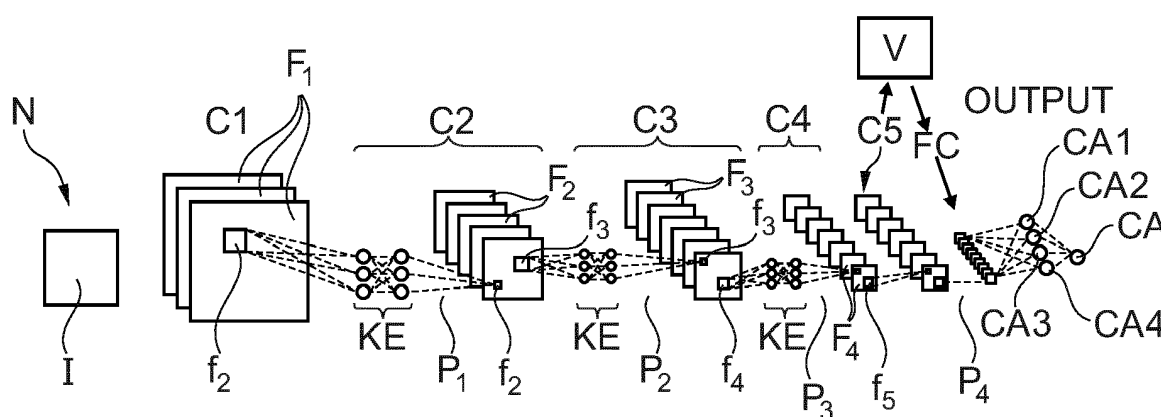 V
OUTPUT
N
C1
F1
C2
C3
C4
C5
FC
CA1
CA2
CA
F2
f3
F3
f3
CA3
CA4
I
f2
KE
P1
f2
KE
P2
f4
KE
P3
F4
f5
P4